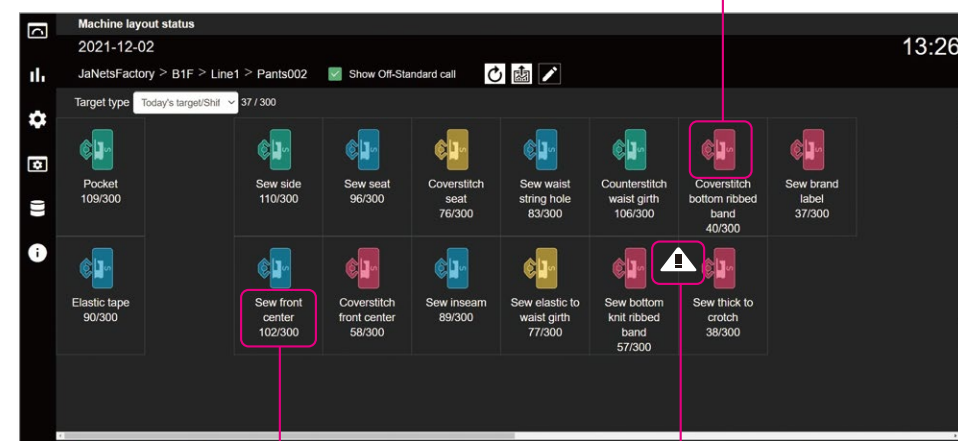 Machine layout status
2021-12-02
13:26
JaNetsFactory > B1F > Line1 > Pants002
Show Off-Standard call
Target type
Today's target/Shif
37 / 300
Pocket
109/300
Sew side
110/300
Sew seat
96/300
Coverstitch
seat
76/300
Sew waist
string hole
83/300
Counterstitch
waist girth
106/300
Coverstitch
bottom ribbed
band
40/300
Sew brand
label
37/300
Elastic tape
90/300
Sew front
center
102/300
Coverstitch
front center
58/300
Sew inseam
89/300
Sew elastic to
waist girth
77/300
Sew bottom
knit ribbed
band
57/300
Sew thick to
crotch
38/300